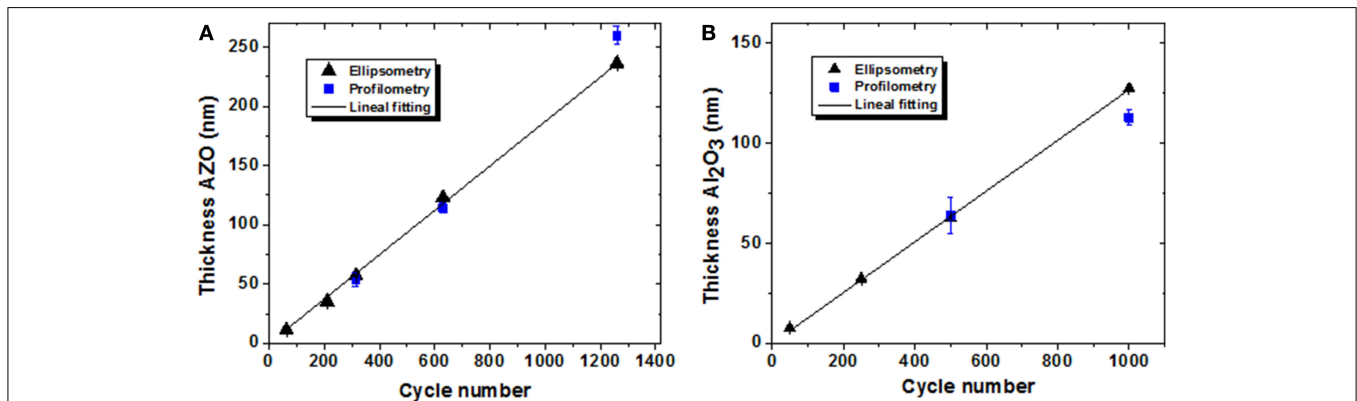 A
Thickness AZO (nm)
250
200
150
100
50
0
Ellipsometry
Profilometry
Lineal fitting
0 200 400 600 800 1000 1200 1400
Cycle number
B
Thickness Al2O3 (nm)
150
100
50
0
Ellipsometry
Profilometry
Lineal fitting
0 200 400 600 800 1000
Cycle number